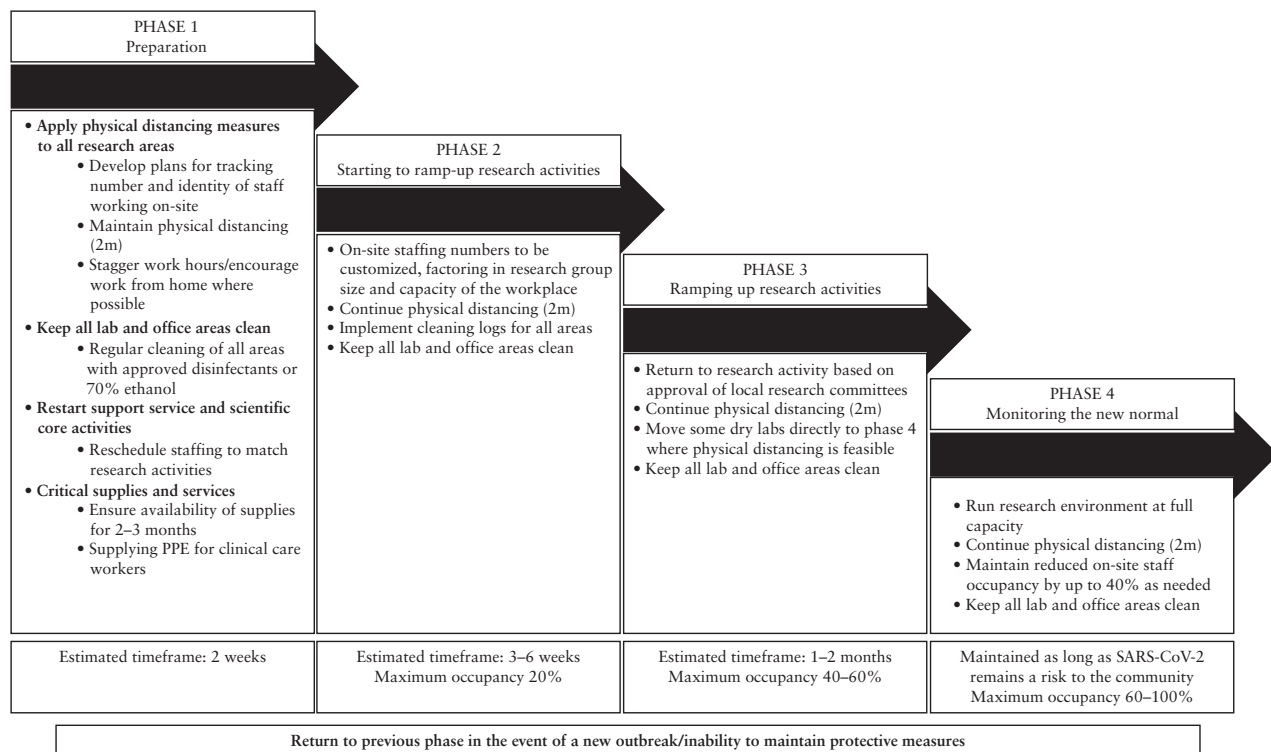 PHASE 1
Preparation
• Apply physical distancing measures
to all research areas
• Develop plans for tracking
number and identity of staff
working on-site
• Maintain physical distancing
(2m)
• Stagger work hours/encourage
work from home where
possible
• Keep all lab and office areas clean
• Regular cleaning of all areas
with approved disinfectants or
70% ethanol
• Restart support service and scientific
core activities
• Reschedule staffing to match
research activities
• Critical supplies and services
• Ensure availability of supplies
for 2–3 months
• Supplying PPE for clinical care
workers
Estimated timeframe: 2 weeks
PHASE 2
Starting to ramp-up research activities
• On-site staffing numbers to be
customized, factoring in research group
size and capacity of the workplace
• Continue physical distancing (2m)
• Implement cleaning logs for all areas
• Keep all lab and office areas clean
Estimated timeframe: 3–6 weeks
Maximum occupancy 20%
PHASE 3
Ramping up research activities
• Return to research activity based on
approval of local research committees
• Continue physical distancing (2m)
• Move some dry labs directly to phase 4
where physical distancing is feasible
• Keep all lab and office areas clean
Estimated timeframe: 1–2 months
Maximum occupancy 40–60%
PHASE 4
Monitoring the new normal
• Run research environment at full
capacity
• Continue physical distancing (2m)
• Maintain reduced on-site staff
occupancy by up to 40% as needed
• Keep all lab and office areas clean
Maintained as long as SARS-CoV-2
remains a risk to the community
Maximum occupancy 60–100%
Return to previous phase in the event of a new outbreak/inability to maintain protective measures